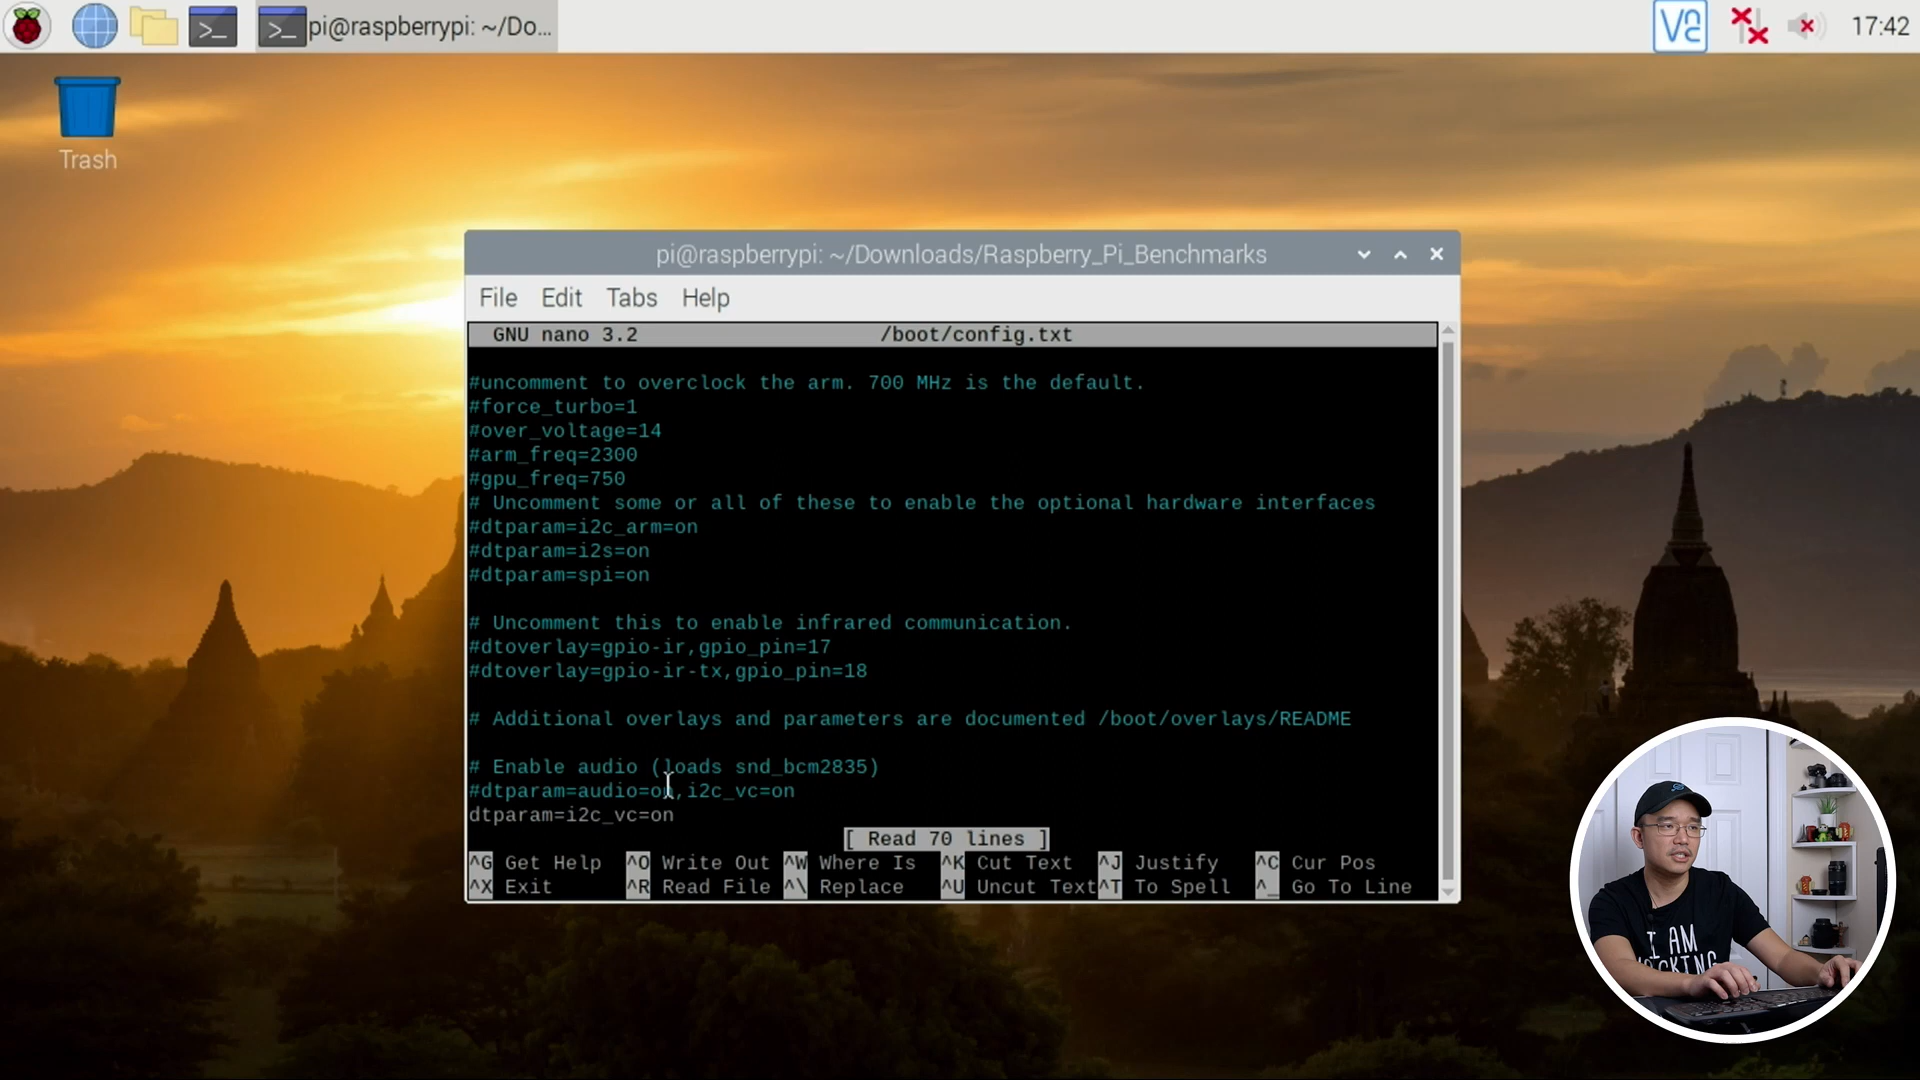 pi@raspberrypi: ~/Do...
VNC
17:42
Trash
pi@raspberrypi: ~/Downloads/Raspberry_Pi_Benchmarks
File Edit Tabs Help
GNU nano 3.2 /boot/config.txt
#uncomment to overclock the arm. 700 MHz is the default.
#force_turbo=1
#over_voltage=14
#arm_freq=2300
#gpu_freq=750
# Uncomment some or all of these to enable the optional hardware interfaces
#dtparam=i2c_arm=on
#dtparam=i2s=on
#dtparam=spi=on
# Uncomment this to enable infrared communication.
#dtoverlay=gpio-ir,gpio_pin=17
#dtoverlay=gpio-ir-tx,gpio_pin=18
# Additional overlays and parameters are documented /boot/overlays/README
# Enable audio (loads snd_bcm2835)
#dtparam=audio=on,i2c_vc=on
dtparam=i2c_vc=on
[ Read 70 lines ]
^G Get Help ^O Write Out ^W Where Is ^K Cut Text ^J Justify ^C Cur Pos
^X Exit ^R Read File ^\ Replace ^U Uncut Text ^T To Spell ^_ Go To Line
I AM